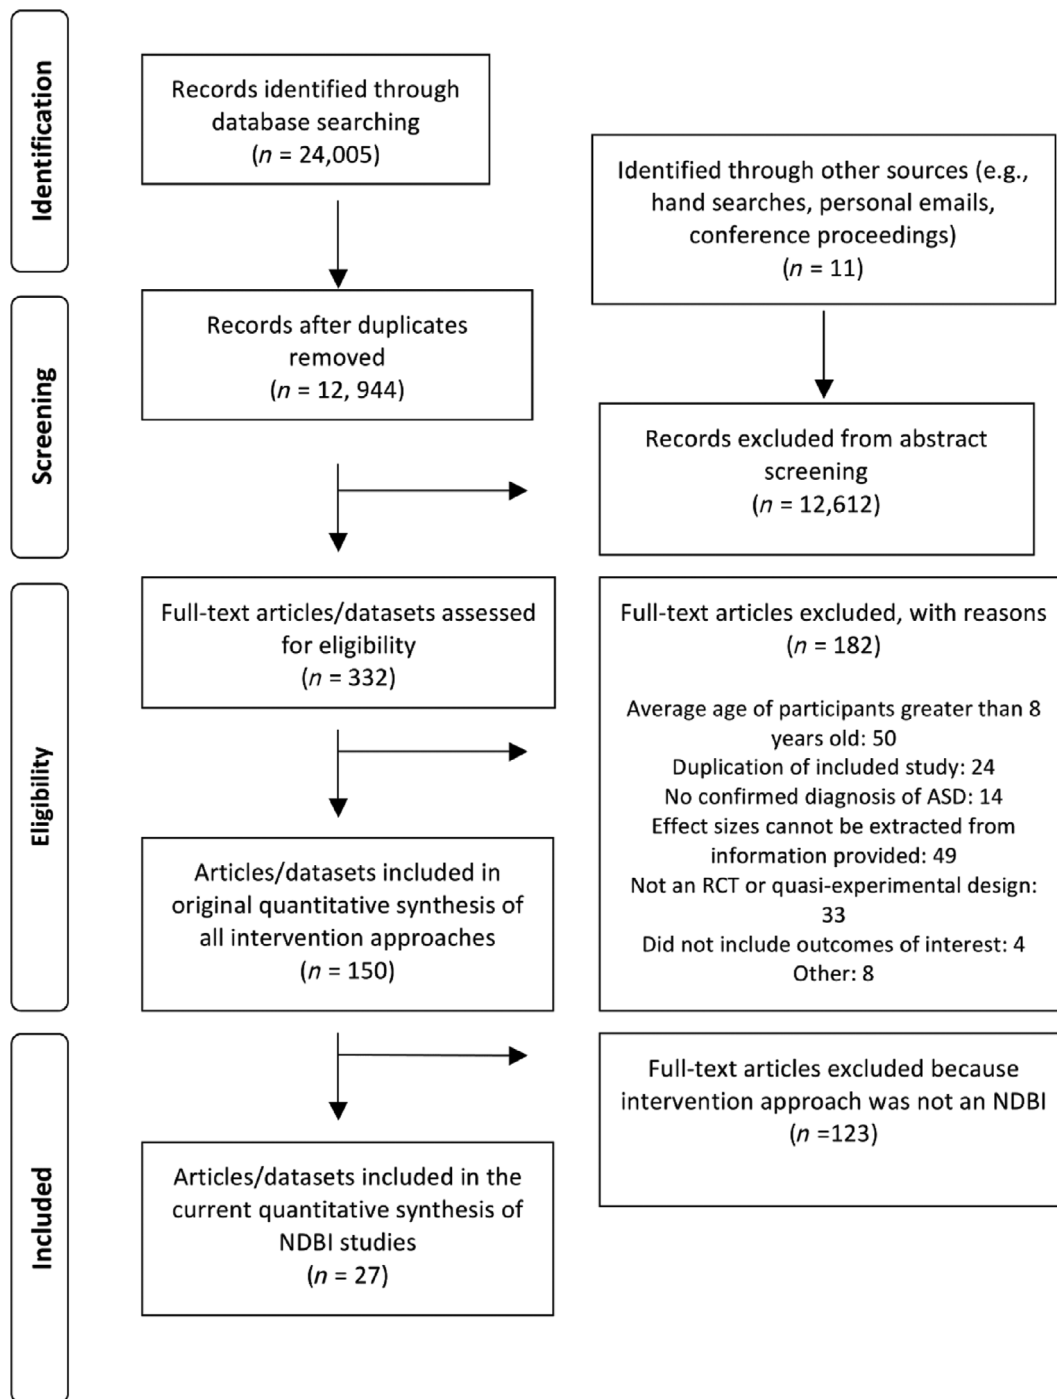 Identification
Records identified through
database searching
(n = 24,005)
Identified through other sources (e.g.,
hand searches, personal emails,
conference proceedings)
(n = 11)
Screening
Records after duplicates
removed
(n = 12, 944)
Records excluded from abstract
screening
(n = 12,612)
Eligibility
Full-text articles/datasets assessed
for eligibility
(n = 332)
Full-text articles excluded, with reasons
(n = 182)
Average age of participants greater than 8
years old: 50
Duplication of included study: 24
No confirmed diagnosis of ASD: 14
Effect sizes cannot be extracted from
information provided: 49
Not an RCT or quasi-experimental design:
33
Did not include outcomes of interest: 4
Other: 8
Articles/datasets included in
original quantitative synthesis of
all intervention approaches
(n = 150)
Included
Full-text articles excluded because
intervention approach was not an NDBI
(n =123)
Articles/datasets included in the
current quantitative synthesis of
NDBI studies
(n = 27)